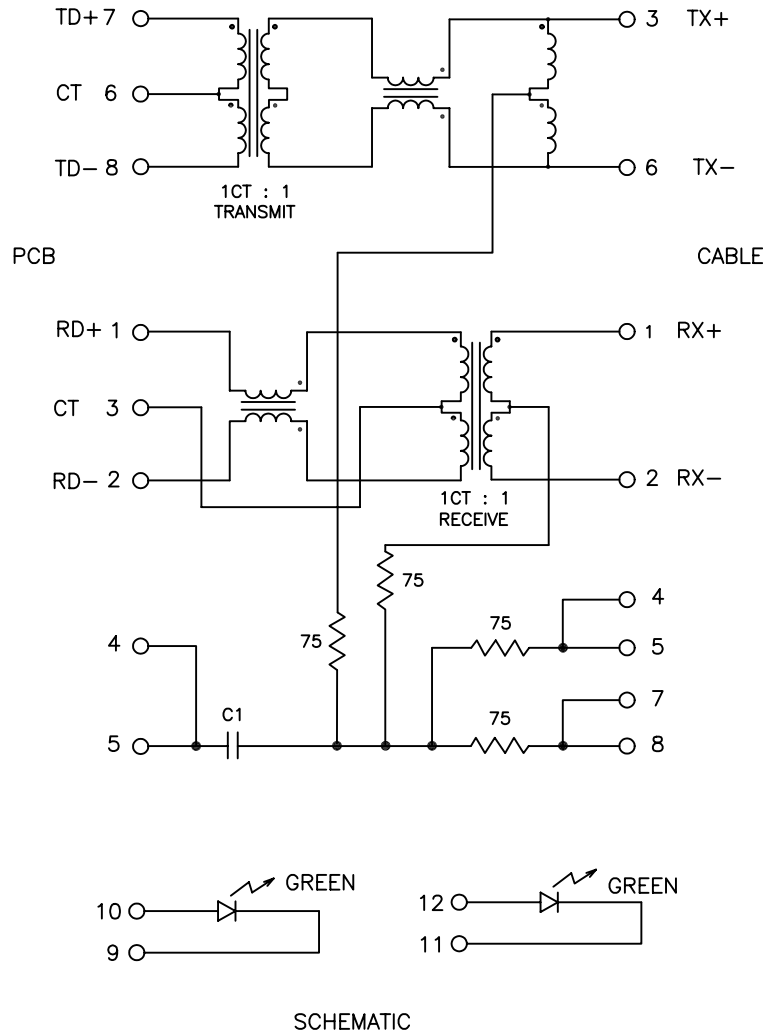 TD+ 7
3 TX+
CT 6
TD- 8
6 TX-
1CT : 1
TRANSMIT
PCB
CABLE
RD+ 1
1 RX+
CT 3
RD- 2
2 RX-
1CT : 1
RECEIVE
75
75
75
4
5
4
C1
75
7
5
8
GREEN
10
9
GREEN
12
11
SCHEMATIC